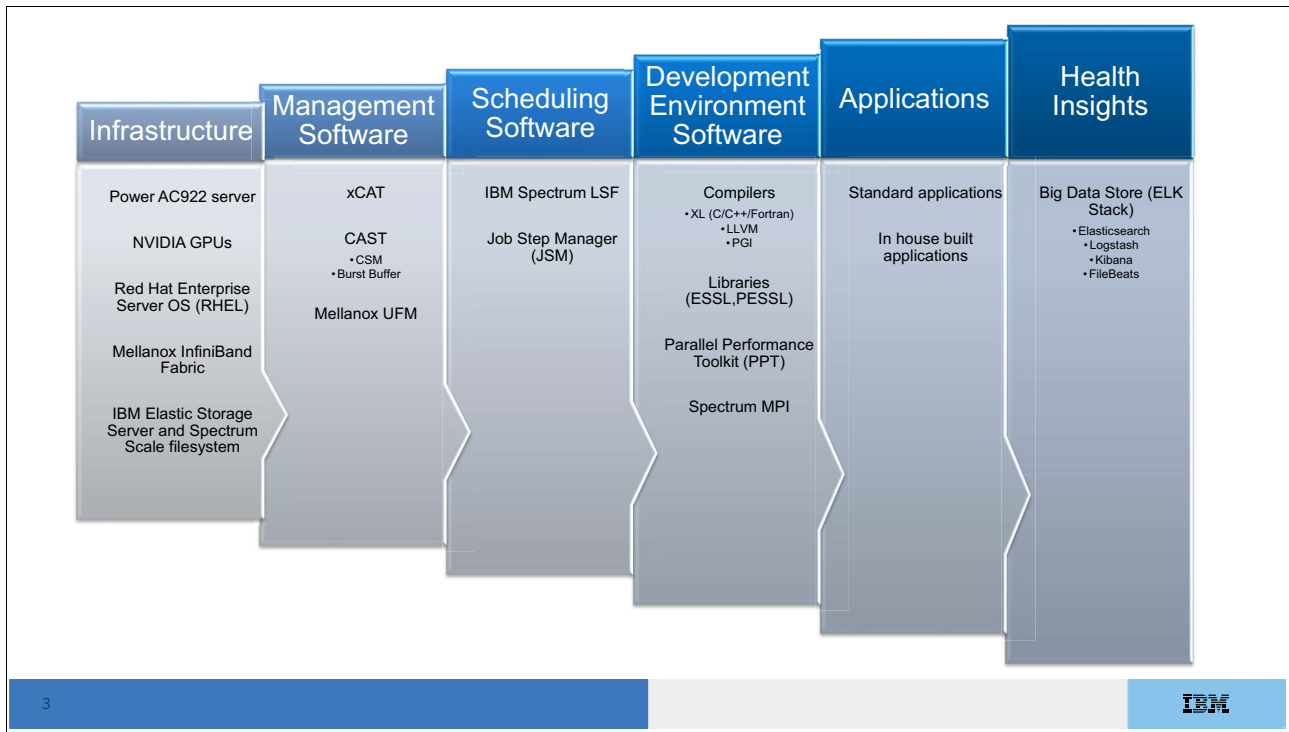 Infrastructure
Power AC922 server
NVIDIA GPUs
Red Hat Enterprise
Server OS (RHEL)
Mellanox InfiniBand
Fabric
IBM Elastic Storage
Server and Spectrum
Scale filesystem
Management
Software
xCAT
CAST
•CSM
•Burst Buffer
Mellanox UFM
Scheduling
Software
IBM Spectrum LSF
Job Step Manager
(JSM)
Development
Environment
Software
Compilers
•XL (C/C++/Fortran)
•LLVM
•PGI
Libraries
(ESSL,PESSL)
Parallel Performance
Toolkit (PPT)
Spectrum MPI
Applications
Standard applications
In house built
applications
Health
Insights
Big Data Store (ELK
Stack)
•Elasticsearch
•Logstash
•Kibana
•FileBeats
3
IBM